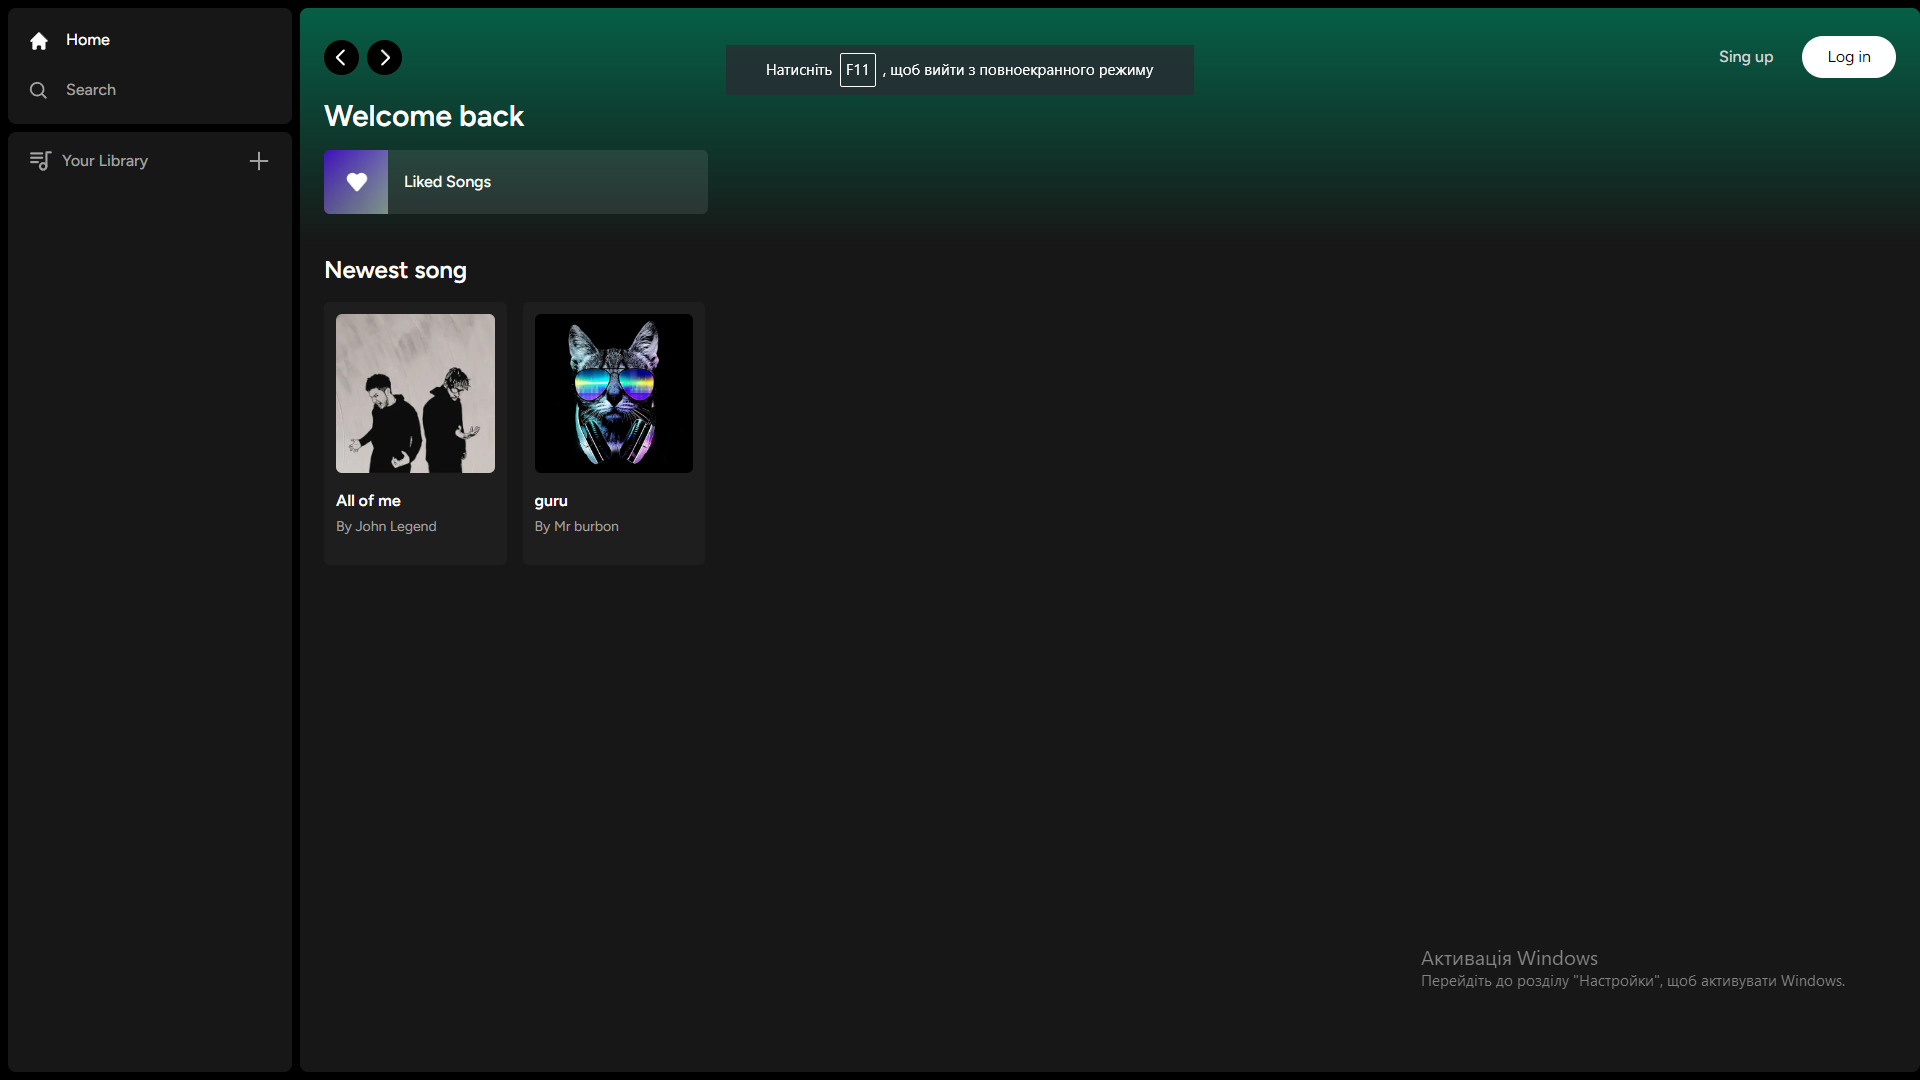 Home
Search
Your Library
Натисніть F11 , щоб вийти з повноекранного режиму
Sing up
Log in
Welcome back
Liked Songs
Newest song
All of me
By John Legend
guru
By Mr burbon
Активація Windows
Перейдіть до розділу "Настройки", щоб активувати Windows.